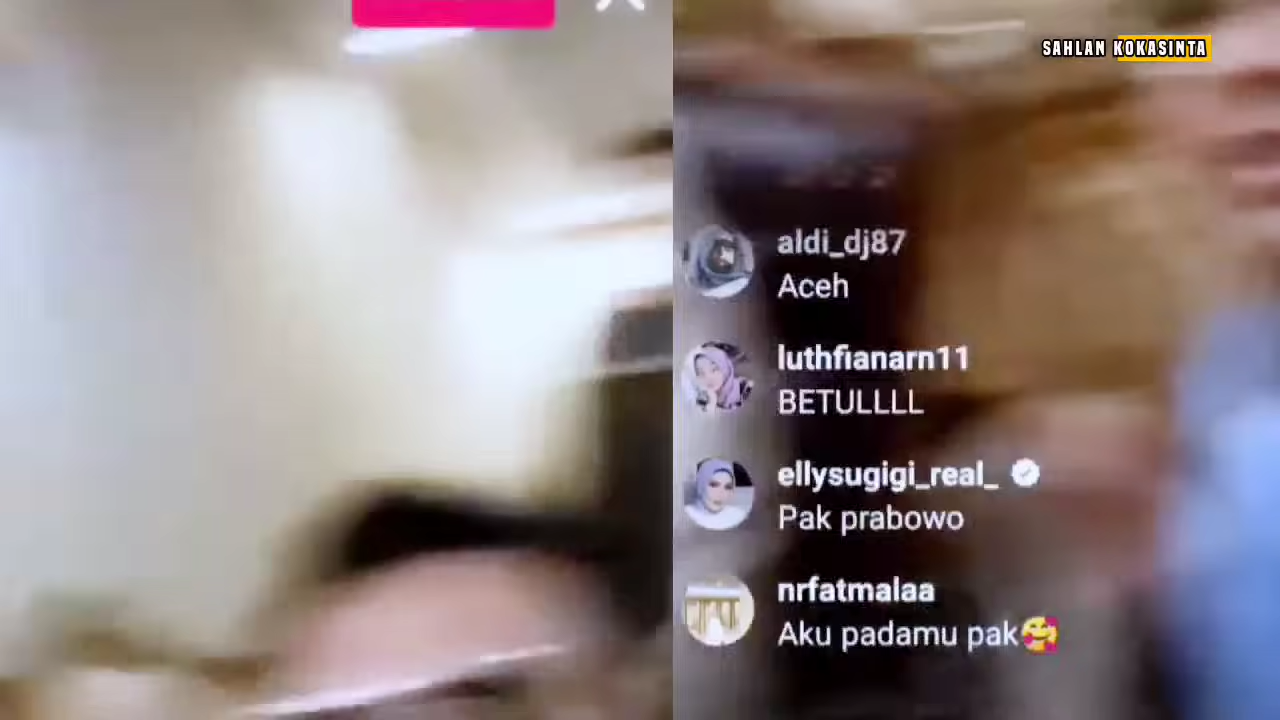 SAHLAN KOKASINTA
aldi_dj87
Aceh
luthfianarn11
BETULLLL
ellysugigi_real_
Pak prabowo
nrfatmalaa
Aku padamu pak🥰